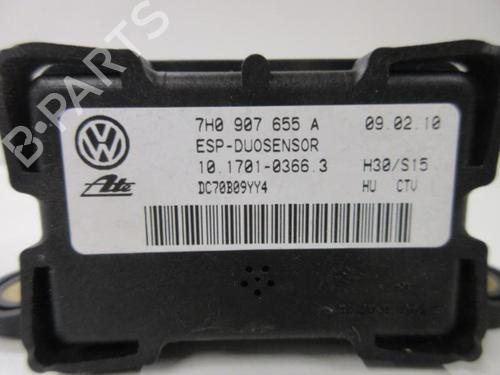 B-PARTS
7H0 907 655 A 09.02.10
ESP-DUOSENSOR
10.1701-0366.3 H30/S15
DC70B09YY4 HU CTV
VW
Ate